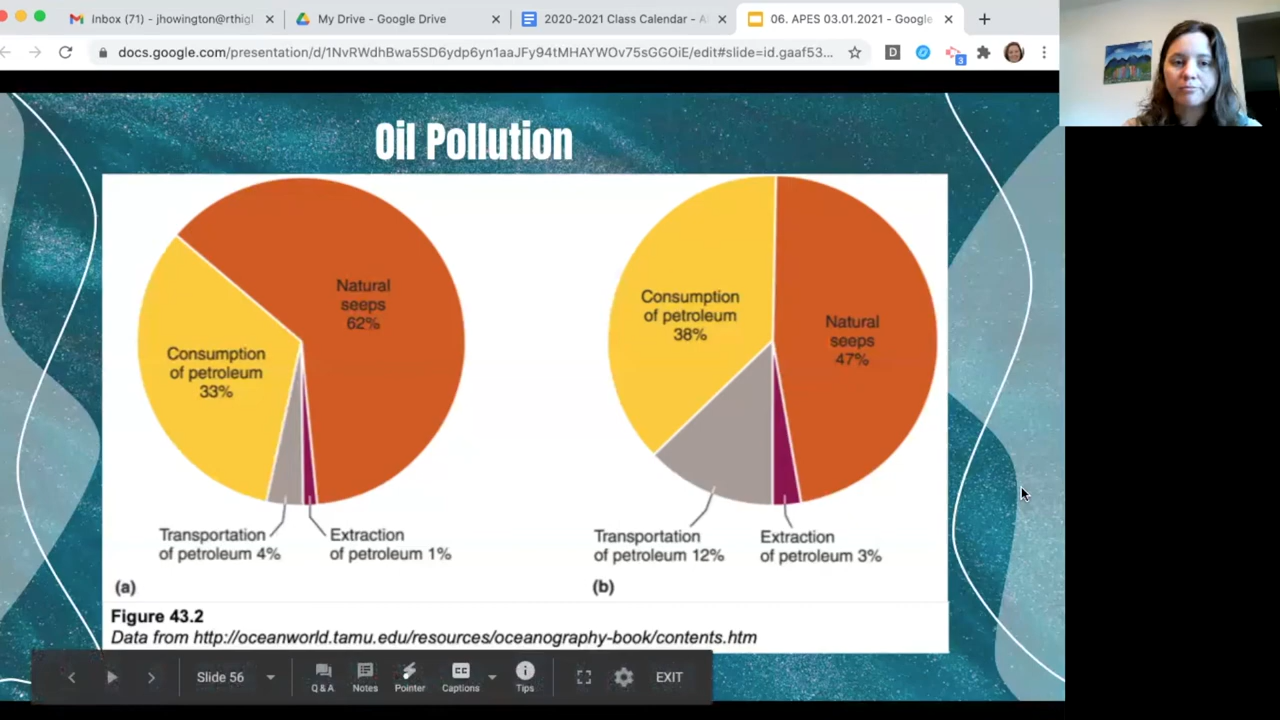 Inbox (71) - jhowington@rthigl
My Drive - Google Drive
2020-2021 Class Calendar - A
06. APES 03.01.2021 - Google
docs.google.com/presentation/d/1NvRWdhBwa5SD6ydp6yn1aaJFy94tMHAYWOv75sGGOiE/edit#slide=id.gaaf53...
D
3
Oil Pollution
Natural
seeps
62%
Consumption
of petroleum
33%
Transportation
of petroleum 4%
Extraction
of petroleum 1%
(a)
Consumption
of petroleum
38%
Natural
seeps
47%
Transportation
of petroleum 12%
Extraction
of petroleum 3%
(b)
Figure 43.2
Data from http://oceanworld.tamu.edu/resources/oceanography-book/contents.htm
Slide 56
Q & A
Notes
Pointer
CC
Captions
Tips
EXIT